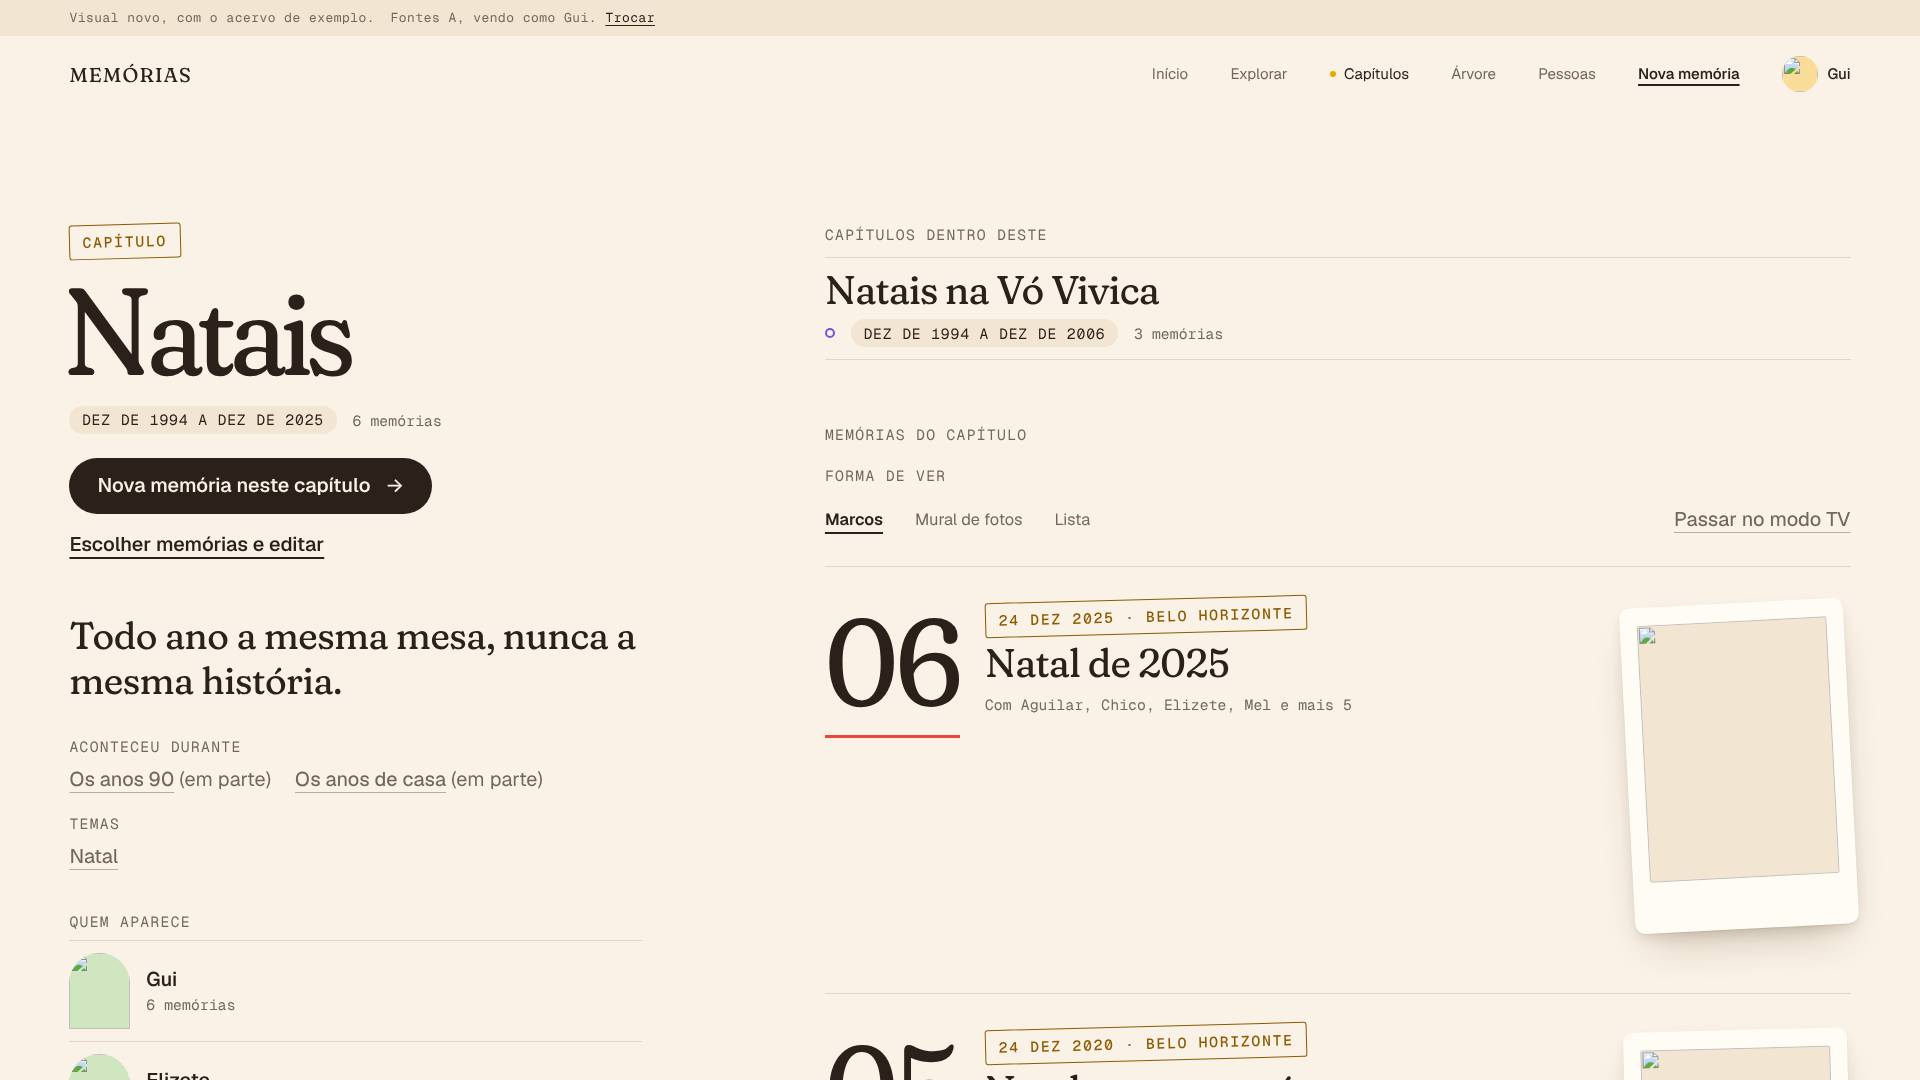 Visual novo, com o acervo de exemplo. Fontes A, vendo como Gui. Trocar
MEMÓRIAS
Início
Explorar
Capítulos
Árvore
Pessoas
Nova memória
Gui
CAPÍTULO
Natais
DEZ DE 1994 A DEZ DE 2025
6 memórias
Nova memória neste capítulo →
Escolher memórias e editar
Todo ano a mesma mesa, nunca a
mesma história.
ACONTECEU DURANTE
Os anos 90 (em parte)
Os anos de casa (em parte)
TEMAS
Natal
QUEM APARECE
Gui
6 memórias
Elizete
CAPÍTULOS DENTRO DESTE
Natais na Vó Vivica
DEZ DE 1994 A DEZ DE 2006
3 memórias
MEMÓRIAS DO CAPÍTULO
FORMA DE VER
Marcos
Mural de fotos
Lista
Passar no modo TV
06
24 DEZ 2025 · BELO HORIZONTE
Natal de 2025
Com Aguilar, Chico, Elizete, Mel e mais 5
05
24 DEZ 2020 · BELO HORIZONTE